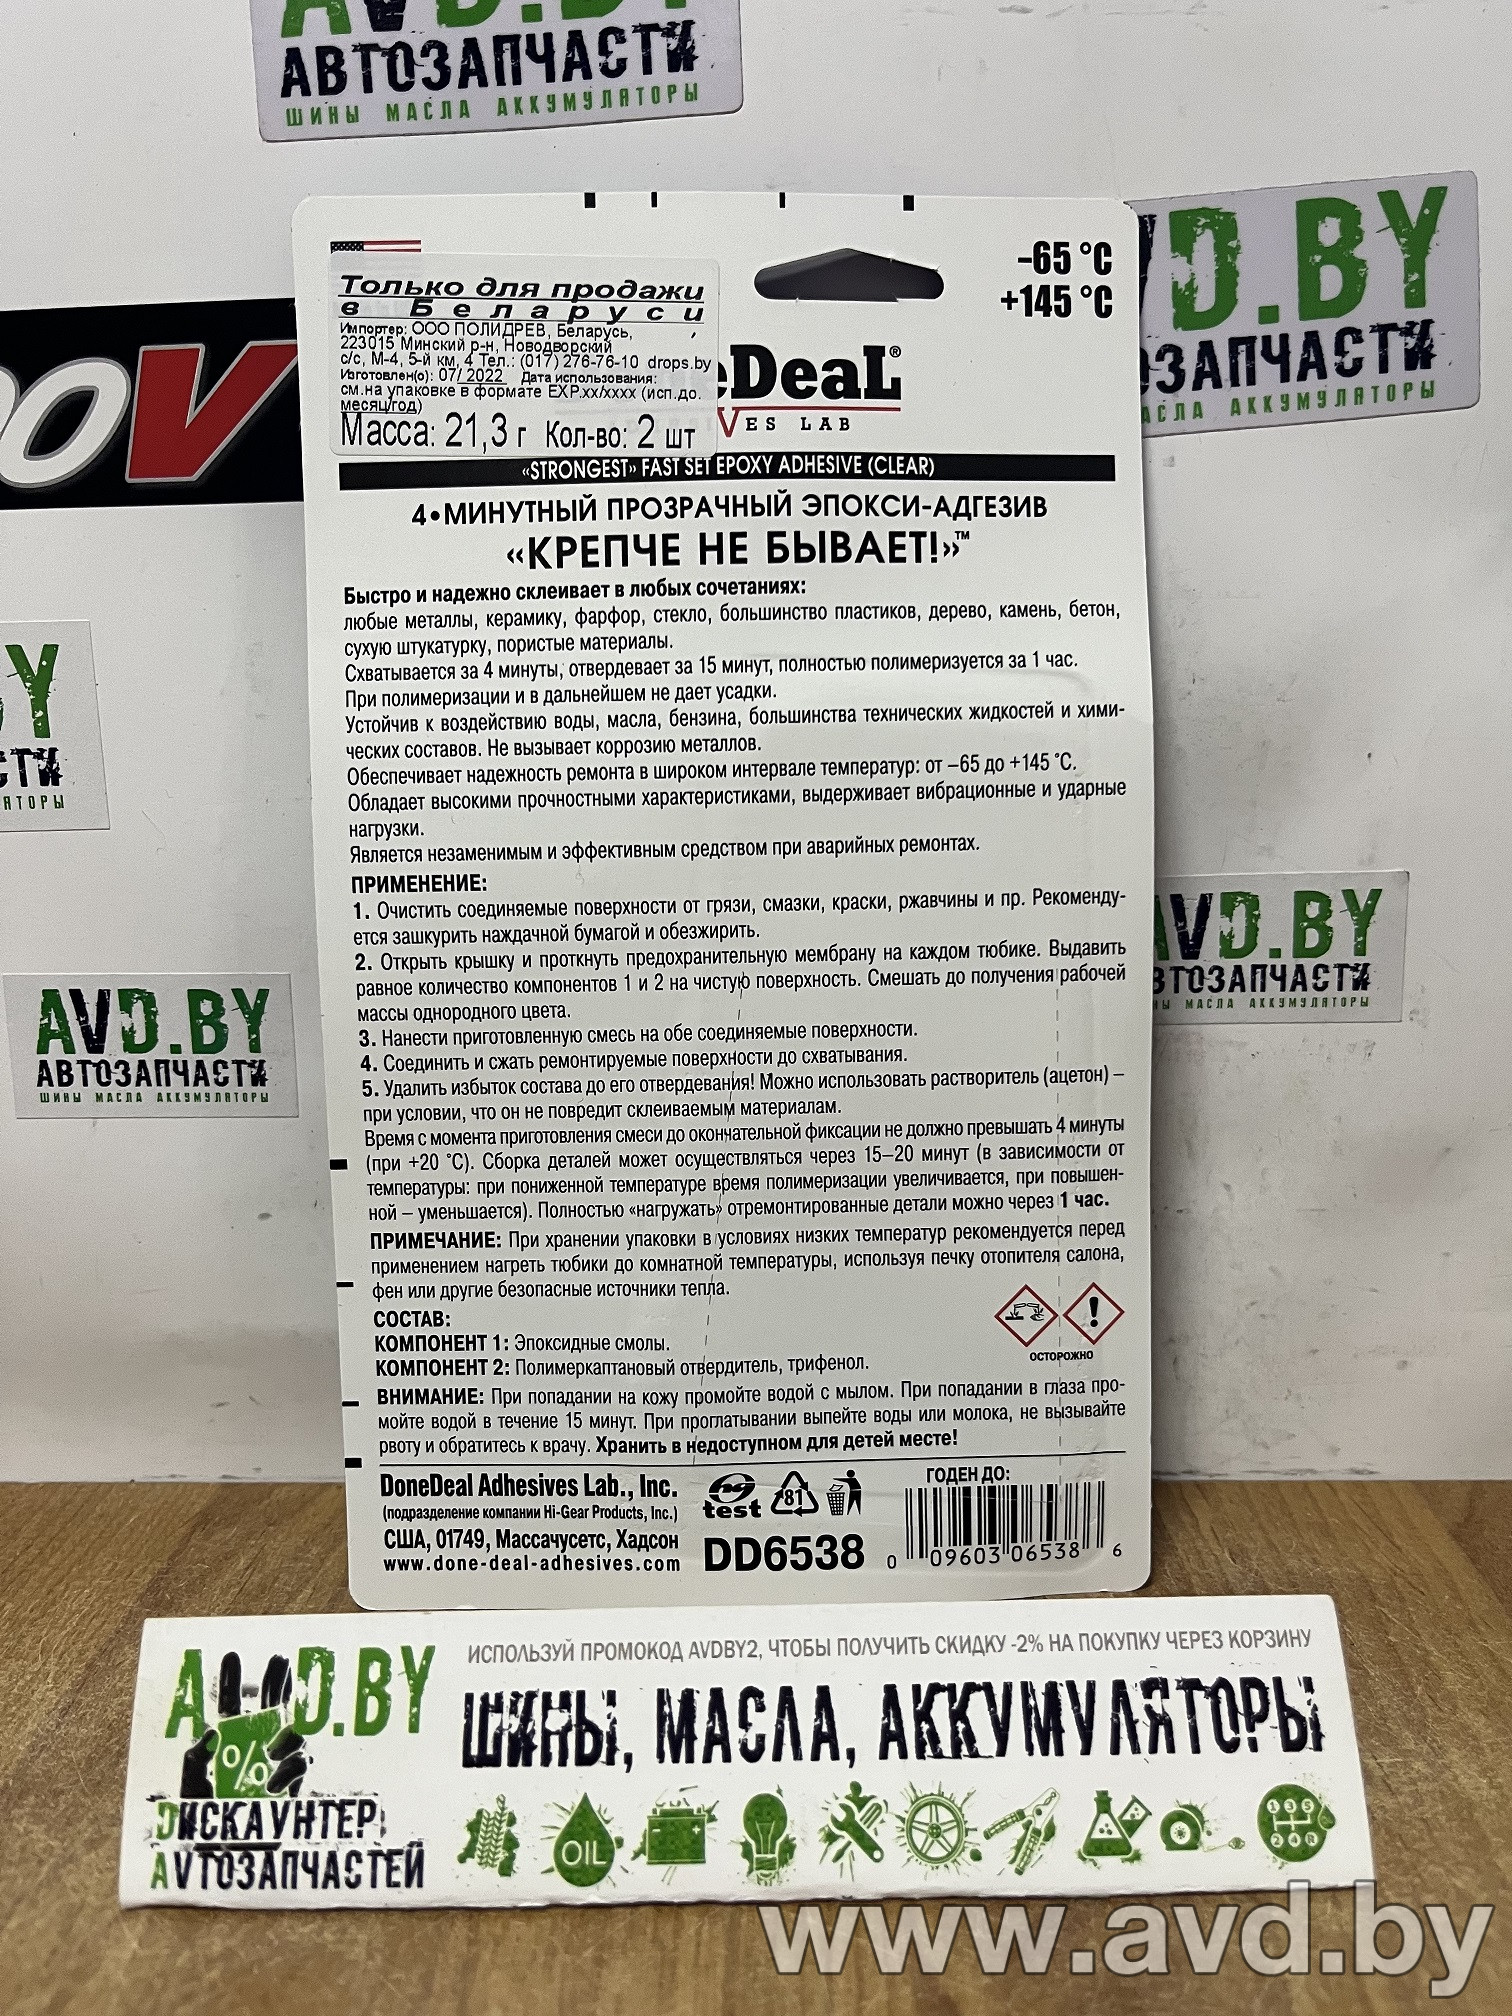 АВТОЗАПЧАСТИ
ШИНЫ МАСЛА АККУМУЛЯТОРЫ
AVD.BY
–65 °C
+145 °C
Только для продажи
в Беларуси
Импортер: ООО ПОЛИДРЕВ, Беларусь,
223015 Минский р-н, Новодворский
с/с, М-4, 5-й км, 4 Тел.: (017) 276-76-10 drops.by
Изготовлен(о): 07/ 2022 Дата использования:
см.на упаковке в формате EXP.xx/xxxx (исп.до.
месяц/год)
Масса: 21,3 г Кол-во: 2 шт
eDeaL®
VES LAB
«STRONGEST» FAST SET EPOXY ADHESIVE (CLEAR)
4•МИНУТНЫЙ ПРОЗРАЧНЫЙ ЭПОКСИ-АДГЕЗИВ
«КРЕПЧЕ НЕ БЫВАЕТ!»™
Быстро и надежно склеивает в любых сочетаниях:
любые металлы, керамику, фарфор, стекло, большинство пластиков, дерево, камень, бетон,
сухую штукатурку, пористые материалы.
Схватывается за 4 минуты, отвердевает за 15 минут, полностью полимеризуется за 1 час.
При полимеризации и в дальнейшем не дает усадки.
Устойчив к воздействию воды, масла, бензина, большинства технических жидкостей и хими-
ческих составов. Не вызывает коррозию металлов.
Обеспечивает надежность ремонта в широком интервале температур: от –65 до +145 °C.
Обладает высокими прочностными характеристиками, выдерживает вибрационные и ударные
нагрузки.
Является незаменимым и эффективным средством при аварийных ремонтах.
ПРИМЕНЕНИЕ:
1. Очистить соединяемые поверхности от грязи, смазки, краски, ржавчины и пр. Рекоменду-
ется зашкурить наждачной бумагой и обезжирить.
2. Открыть крышку и проткнуть предохранительную мембрану на каждом тюбике. Выдавить
равное количество компонентов 1 и 2 на чистую поверхность. Смешать до получения рабочей
массы однородного цвета.
3. Нанести приготовленную смесь на обе соединяемые поверхности.
4. Соединить и сжать ремонтируемые поверхности до схватывания.
5. Удалить избыток состава до его отвердевания! Можно использовать растворитель (ацетон) –
при условии, что он не повредит склеиваемым материалам.
Время с момента приготовления смеси до окончательной фиксации не должно превышать 4 минуты
(при +20 °C). Сборка деталей может осуществляться через 15–20 минут (в зависимости от
температуры: при пониженной температуре время полимеризации увеличивается, при повышен-
ной – уменьшается). Полностью «нагружать» отремонтированные детали можно через 1 час.
ПРИМЕЧАНИЕ: При хранении упаковки в условиях низких температур рекомендуется перед
применением нагреть тюбики до комнатной температуры, используя печку отопителя салона,
фен или другие безопасные источники тепла.
СОСТАВ:
КОМПОНЕНТ 1: Эпоксидные смолы.
КОМПОНЕНТ 2: Полимеркаптановый отвердитель, трифенол.
ОСТОРОЖНО
ВНИМАНИЕ: При попадании на кожу промойте водой с мылом. При попадании в глаза про-
мойте водой в течение 15 минут. При проглатывании выпейте воды или молока, не вызывайте
рвоту и обратитесь к врачу. Хранить в недоступном для детей месте!
DoneDeal Adhesives Lab., Inc.
(подразделение компании Hi-Gear Products, Inc.)
США, 01749, Массачусетс, Хадсон
www.done-deal-adhesives.com
test
81
DD6538
ГОДЕН ДО:
0 09603 06538 6
AVD.BY
АВТОЗАПЧАСТИ
ШИНЫ МАСЛА АККУМУЛЯТОРЫ
ИСПОЛЬЗУЙ ПРОМОКОД AVDBY2, ЧТОБЫ ПОЛУЧИТЬ СКИДКУ -2% НА ПОКУПКУ ЧЕРЕЗ КОРЗИНУ
ШИНЫ, МАСЛА, АККУМУЛЯТОРЫ
D.BY
%
DИСКАУНТЕР
АVТОЗАПЧАСТЕЙ
OIL
1 3 5
2 4 R
www.avd.by